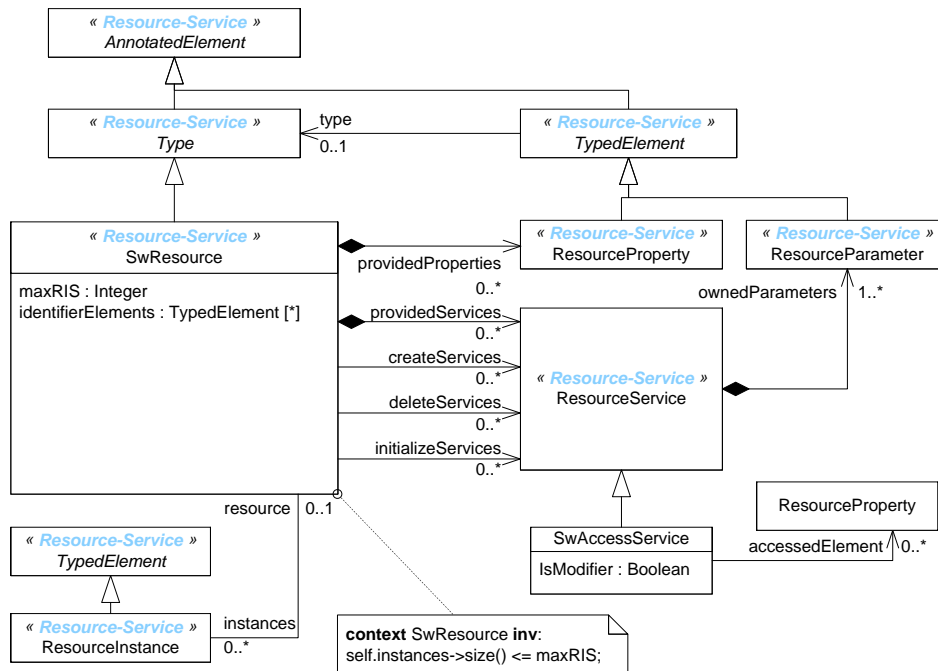 « Resource-Service »
AnnotatedElement
« Resource-Service »
Type
type
0..1
« Resource-Service »
TypedElement
« Resource-Service »
SwResource
maxRIS : Integer
identifierElements : TypedElement [*]
providedProperties
0..*
« Resource-Service »
ResourceProperty
« Resource-Service »
ResourceParameter
ownedParameters
1..*
providedServices
0..*
createServices
0..*
deleteServices
0..*
initializeServices
0..*
« Resource-Service »
ResourceService
resource
0..1
SwAccessService
IsModifier : Boolean
ResourceProperty
accessedElement
0..*
« Resource-Service »
TypedElement
« Resource-Service »
ResourceInstance
instances
0..*
context SwResource inv:
self.instances->size() <= maxRIS;